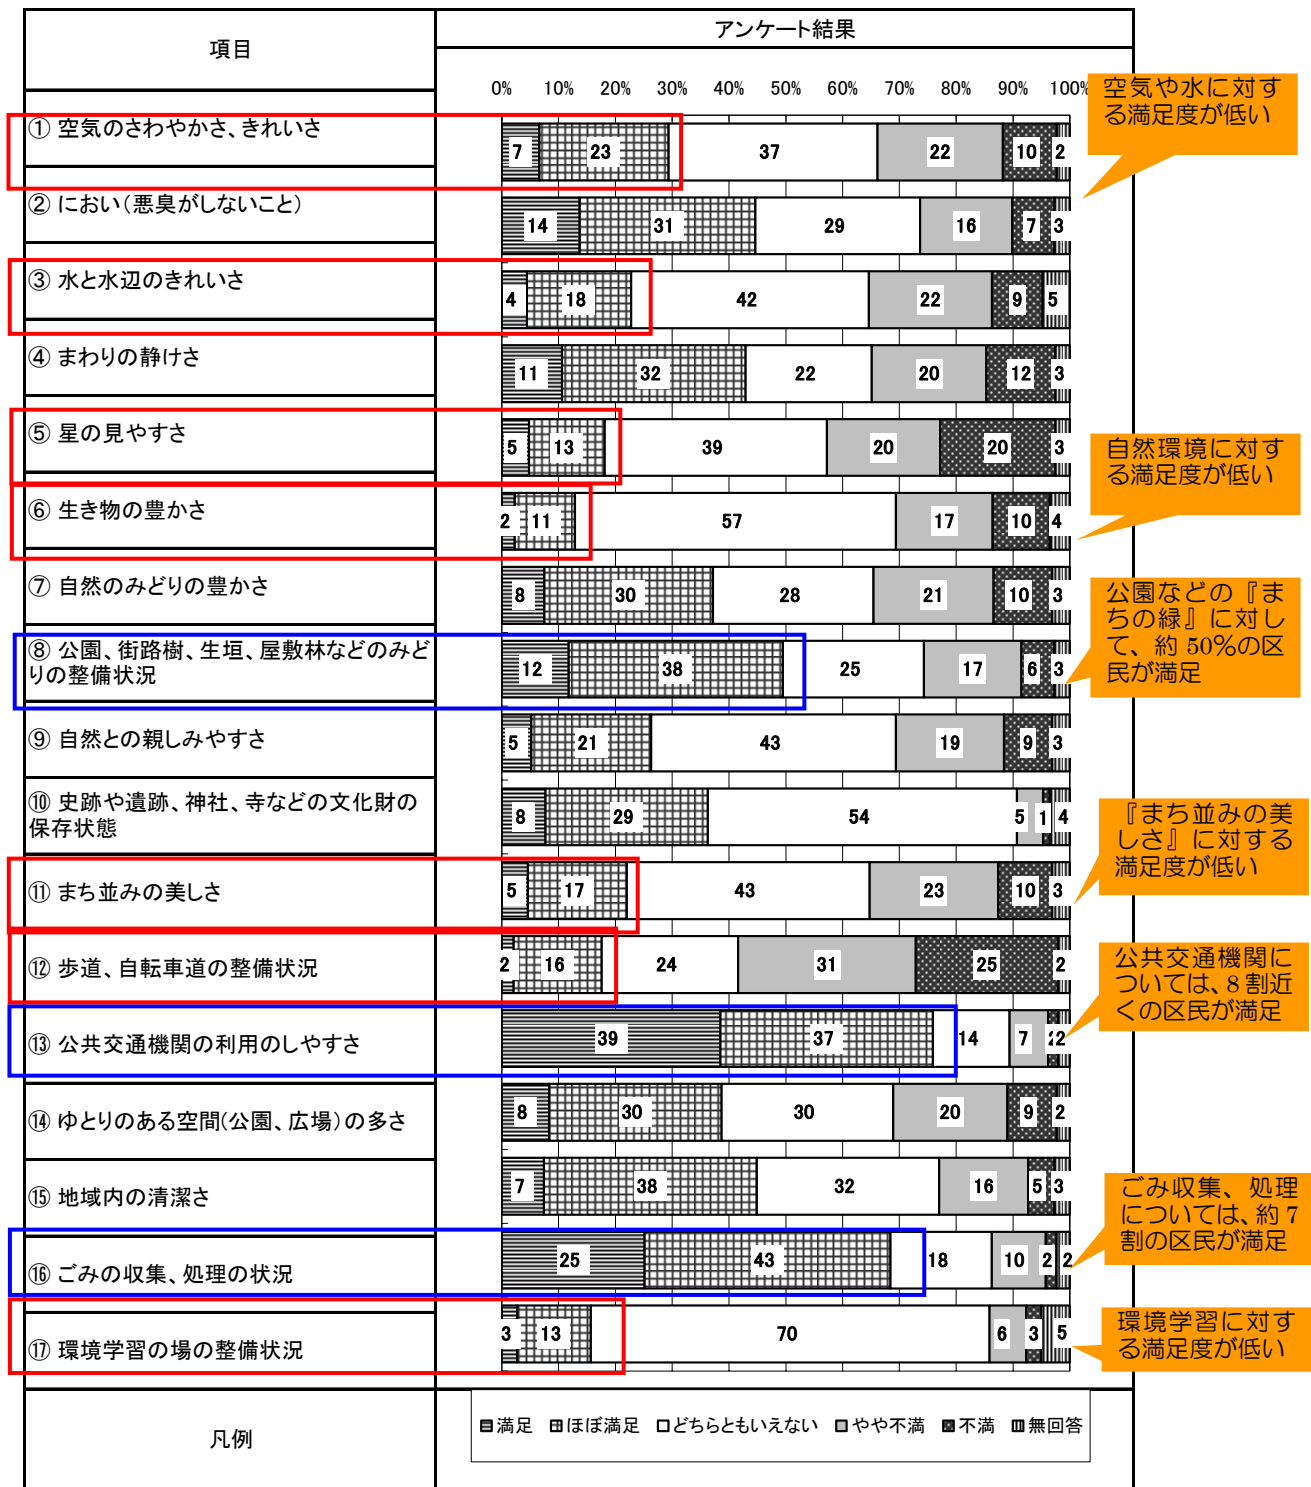 項目
アンケート結果
0% 10% 20% 30% 40% 50% 60% 70% 80% 90% 100%
空気や水に対す
る満足度が低い
① 空気のさわやかさ、きれいさ
7 23 37 22 10 2
② におい(悪臭がしないこと)
14 31 29 16 7 3
③ 水と水辺のきれいさ
4 18 42 22 9 5
④ まわりの静けさ
11 32 22 20 12 3
⑤ 星の見やすさ
5 13 39 20 20 3
自然環境に対す
る満足度が低い
⑥ 生き物の豊かさ
2 11 57 17 10 4
⑦ 自然のみどりの豊かさ
8 30 28 21 10 3
公園などの『ま
ちの緑』に対し
て、約 50%の区
民が満足
⑧ 公園、街路樹、生垣、屋敷林などのみど
りの整備状況
12 38 25 17 6 3
⑨ 自然との親しみやすさ
5 21 43 19 9 3
⑩ 史跡や遺跡、神社、寺などの文化財の
保存状態
8 29 54 5 1 4
『まち並みの美
しさ』に対する
満足度が低い
⑪ まち並みの美しさ
5 17 43 23 10 3
⑫ 歩道、自転車道の整備状況
2 16 24 31 25 2
公共交通機関に
ついては、8 割近
くの区民が満足
⑬ 公共交通機関の利用のしやすさ
39 37 14 7 2 2
⑭ ゆとりのある空間(公園、広場)の多さ
8 30 30 20 9 2
⑮ 地域内の清潔さ
7 38 32 16 5 3
ごみ収集、処理
については、約 7
割の区民が満足
⑯ ごみの収集、処理の状況
25 43 18 10 2 2
⑰ 環境学習の場の整備状況
3 13 70 6 3 5
環境学習に対す
る満足度が低い
凡例
満足 ほぼ満足 どちらともいえない やや不満 不満 無回答